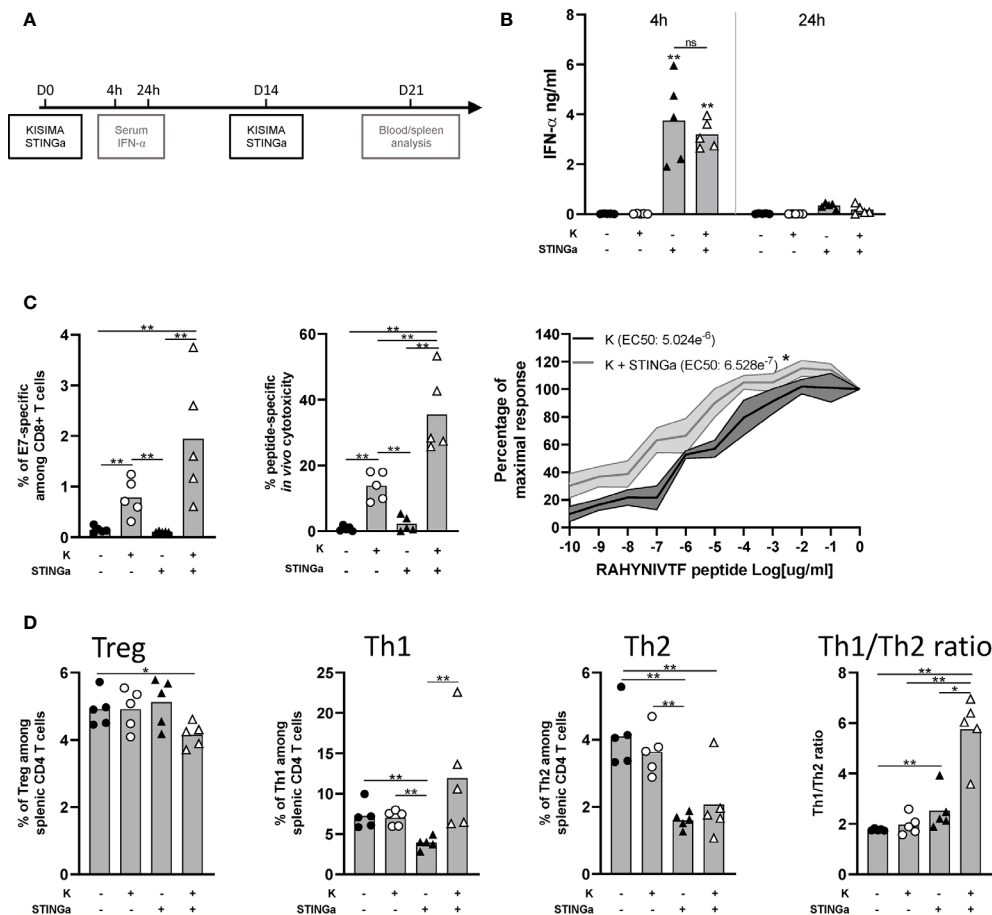 A
D0 4h 24h D14 D21
KISIMA
STINGa
Serum
IFN-α
KISIMA
STINGa
Blood/spleen
analysis
B
4h 24h
IFN-α ng/ml
8
6
4
2
0
** ns **
K - + - + - + - +
STINGa - - + + - - + +
C
% of E7-specific
among CD8+ T cells
4
3
2
1
0
**
**
** **
K - + - +
STINGa - - + +
% peptide-specific
in vivo cytotoxicity
60
40
20
0
**
**
**
** **
- + - +
STINGa - - + +
K
Percentage of
maximal response
140
120
100
80
60
40
20
0
K (EC50: 5.024e-6)
K + STINGa (EC50: 6.528e-7) *
-10 -9 -8 -7 -6 -5 -4 -3 -2 -1 0
RAHYNIVTF peptide Log[ug/ml]
D
Treg
% of Treg among
splenic CD4 T cells
6
4
2
0
*
K - + - +
STINGa - - + +
Th1
% of Th1 among
splenic CD4 T cells
25
20
15
10
5
0
**
**
**
K - + - +
STINGa - - + +
Th2
% of Th2 among
splenic CD4 T cells
6
4
2
0
**
**
**
K - + - +
STINGa - - + +
Th1/Th2 ratio
Th1/Th2 ratio
8
6
4
2
0
**
**
*
**
K - + - +
STINGa - - + +